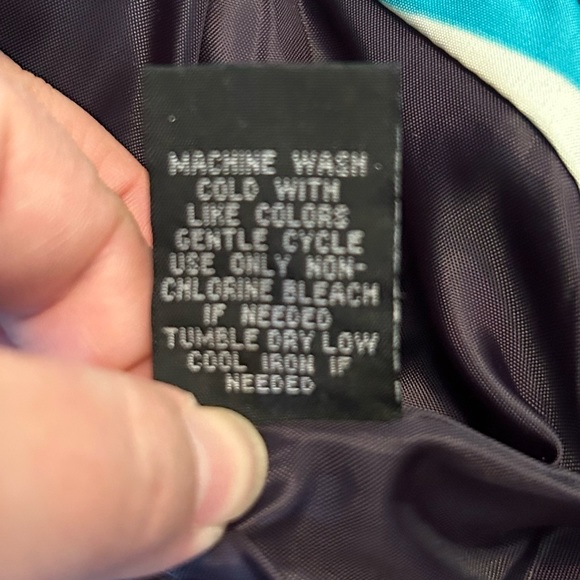 MACHINE WASH
COLD WITH
LIKE COLORS
GENTLE CYCLE
USE ONLY NON-
CHLORINE BLEACH
IF NEEDED
TUMBLE DRY LOW
COOL IRON IF
NEEDED